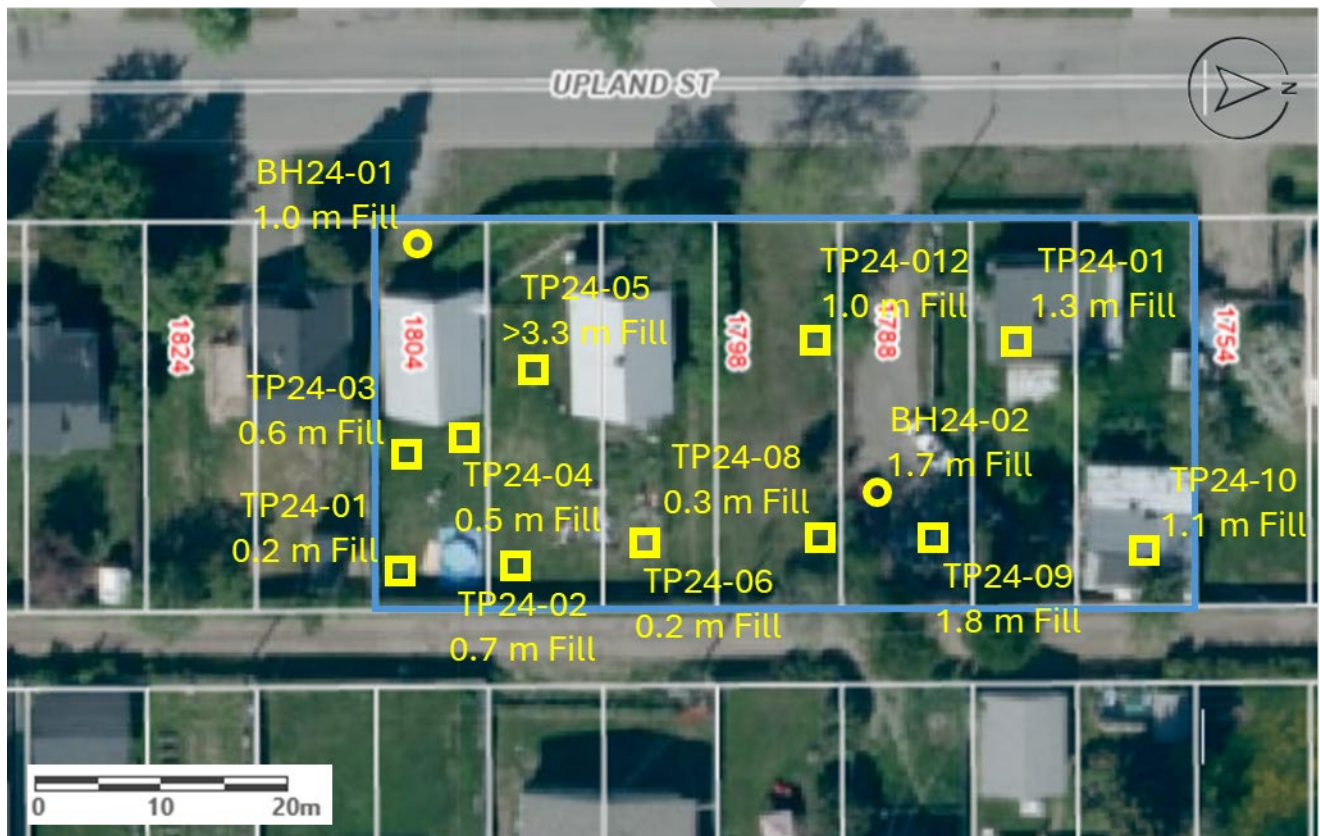 UPLAND ST
N
BH24-01
1.0 m Fill
TP24-05
>3.3 m Fill
TP24-012
1.0 m Fill
TP24-01
1.3 m Fill
1824
1804
1798
1788
1754
TP24-03
0.6 m Fill
TP24-04
0.5 m Fill
TP24-08
0.3 m Fill
BH24-02
1.7 m Fill
TP24-10
1.1 m Fill
TP24-01
0.2 m Fill
TP24-02
0.7 m Fill
TP24-06
0.2 m Fill
TP24-09
1.8 m Fill
0 10 20m